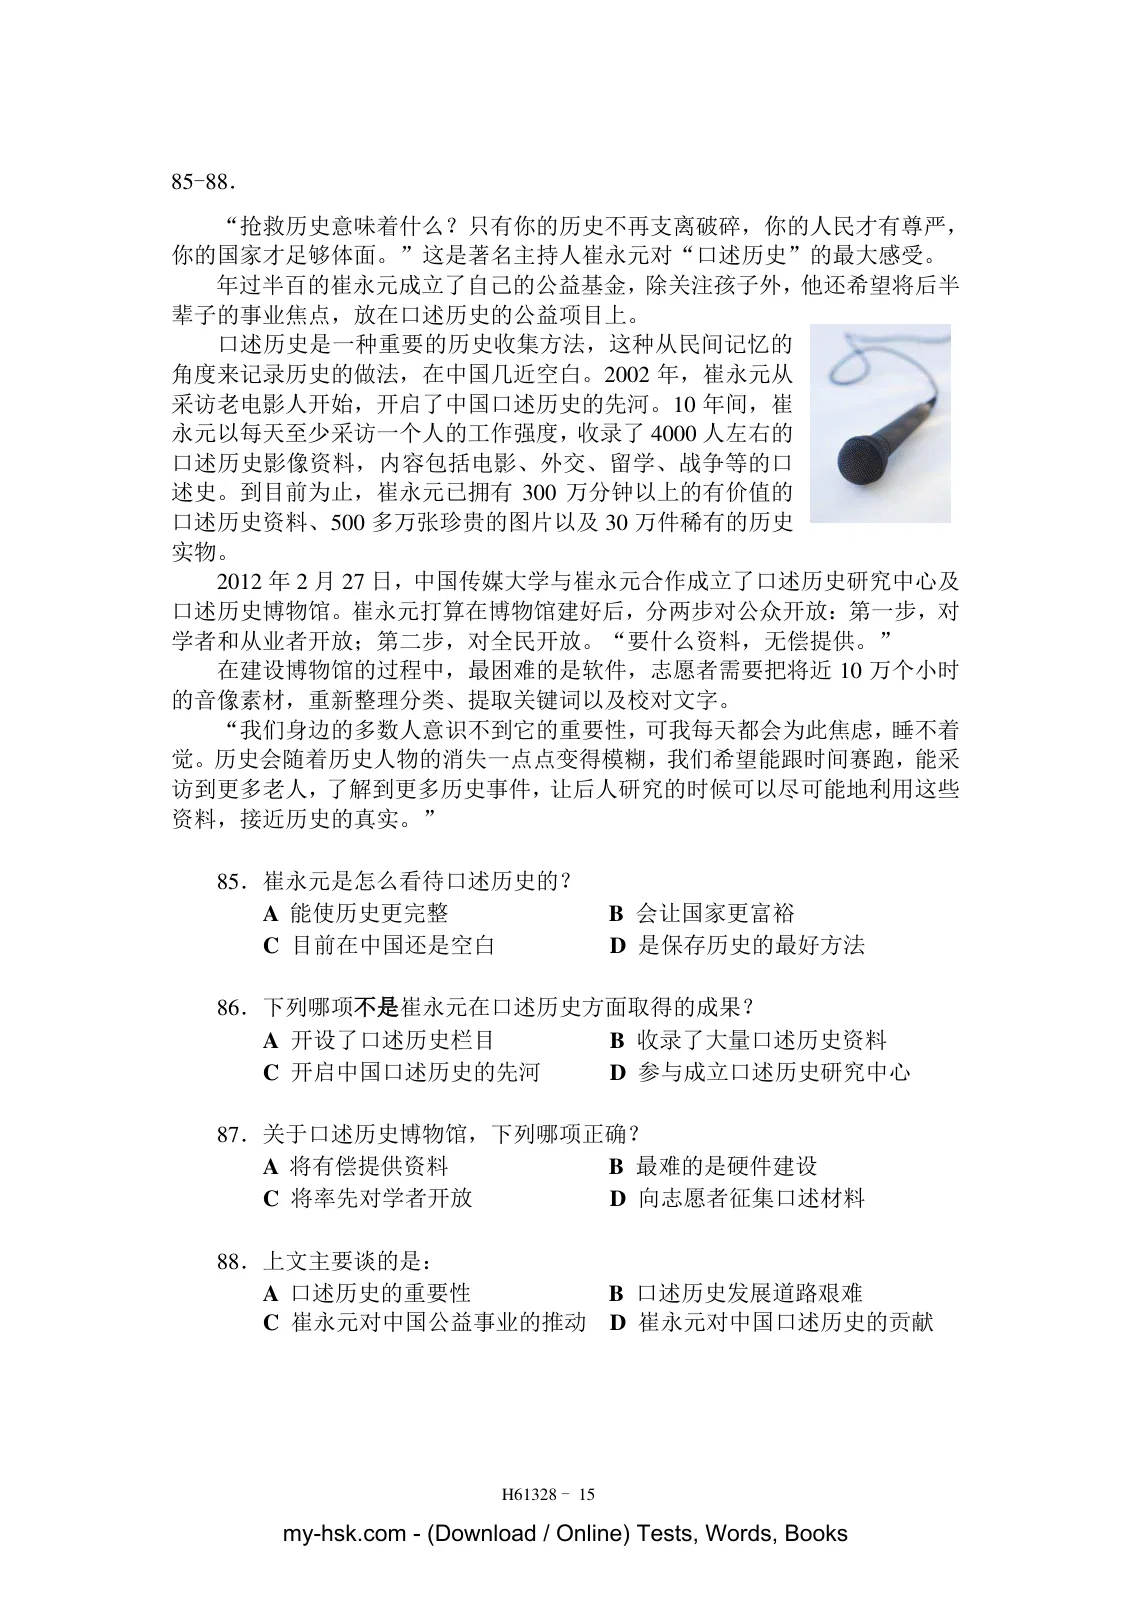 85-88.
“抢救历史意味着什么？只有你的历史不再支离破碎，你的人民才有尊严，
你的国家才足够体面。”这是著名主持人崔永元对“口述历史”的最大感受。
年过半百的崔永元成立了自己的公益基金，除关注孩子外，他还希望将后半
辈子的事业焦点，放在口述历史的公益项目上。
口述历史是一种重要的历史收集方法，这种从民间记忆的
角度来记录历史的做法，在中国几近空白。2002 年，崔永元从
采访老电影人开始，开启了中国口述历史的先河。10 年间，崔
永元以每天至少采访一个人的工作强度，收录了 4000 人左右的
口述历史影像资料，内容包括电影、外交、留学、战争等的口
述史。到目前为止，崔永元已拥有 300 万分钟以上的有价值的
口述历史资料、500 多万张珍贵的图片以及 30 万件稀有的历史
实物。
2012 年 2 月 27 日，中国传媒大学与崔永元合作成立了口述历史研究中心及
口述历史博物馆。崔永元打算在博物馆建好后，分两步对公众开放：第一步，对
学者和从业者开放；第二步，对全民开放。“要什么资料，无偿提供。”
在建设博物馆的过程中，最困难的是软件，志愿者需要把将近 10 万个小时
的音像素材，重新整理分类、提取关键词以及校对文字。
“我们身边的多数人意识不到它的重要性，可我每天都会为此焦虑，睡不着
觉。历史会随着历史人物的消失一点点变得模糊，我们希望能跟时间赛跑，能采
访到更多老人，了解到更多历史事件，让后人研究的时候可以尽可能地利用这些
资料，接近历史的真实。”
85．崔永元是怎么看待口述历史的？
A 能使历史更完整 B 会让国家更富裕
C 目前在中国还是空白 D 是保存历史的最好方法
86．下列哪项不是崔永元在口述历史方面取得的成果？
A 开设了口述历史栏目 B 收录了大量口述历史资料
C 开启中国口述历史的先河 D 参与成立口述历史研究中心
87．关于口述历史博物馆，下列哪项正确？
A 将有偿提供资料 B 最难的是硬件建设
C 将率先对学者开放 D 向志愿者征集口述材料
88．上文主要谈的是：
A 口述历史的重要性 B 口述历史发展道路艰难
C 崔永元对中国公益事业的推动 D 崔永元对中国口述历史的贡献
H61328 - 15
my-hsk.com - (Download / Online) Tests, Words, Books